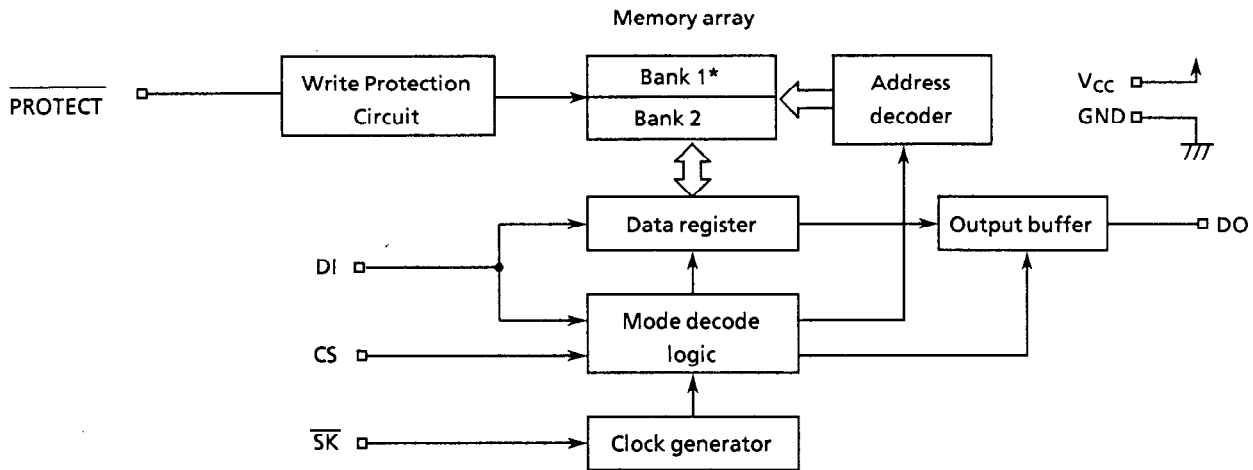 Memory array
PROTECT
Write Protection
Circuit
Bank 1*
Bank 2
Address
decoder
VCC
GND
Data register
Output buffer
DO
DI
Mode decode
logic
CS
SK
Clock generator